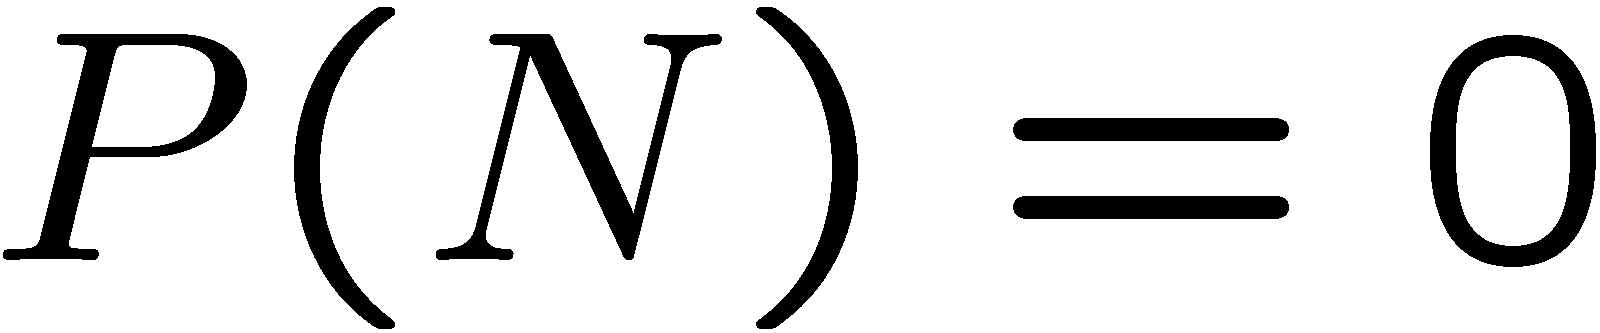 P(N) = 0